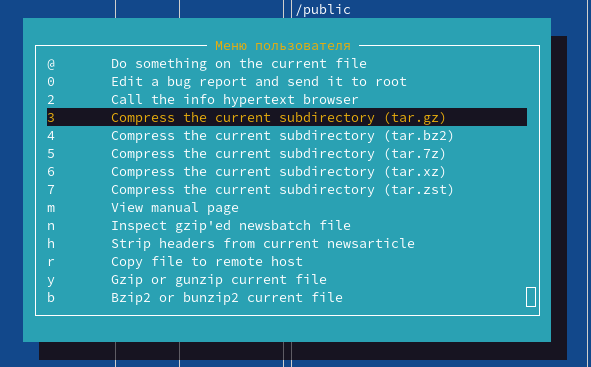 /public
Меню пользователя
@ Do something on the current file
0 Edit a bug report and send it to root
2 Call the info hypertext browser
3 Compress the current subdirectory (tar.gz)
4 Compress the current subdirectory (tar.bz2)
5 Compress the current subdirectory (tar.7z)
6 Compress the current subdirectory (tar.xz)
7 Compress the current subdirectory (tar.zst)
m View manual page
n Inspect gzip'ed newsbatch file
h Strip headers from current newsarticle
r Copy file to remote host
y Gzip or gunzip current file
b Bzip2 or bunzip2 current file